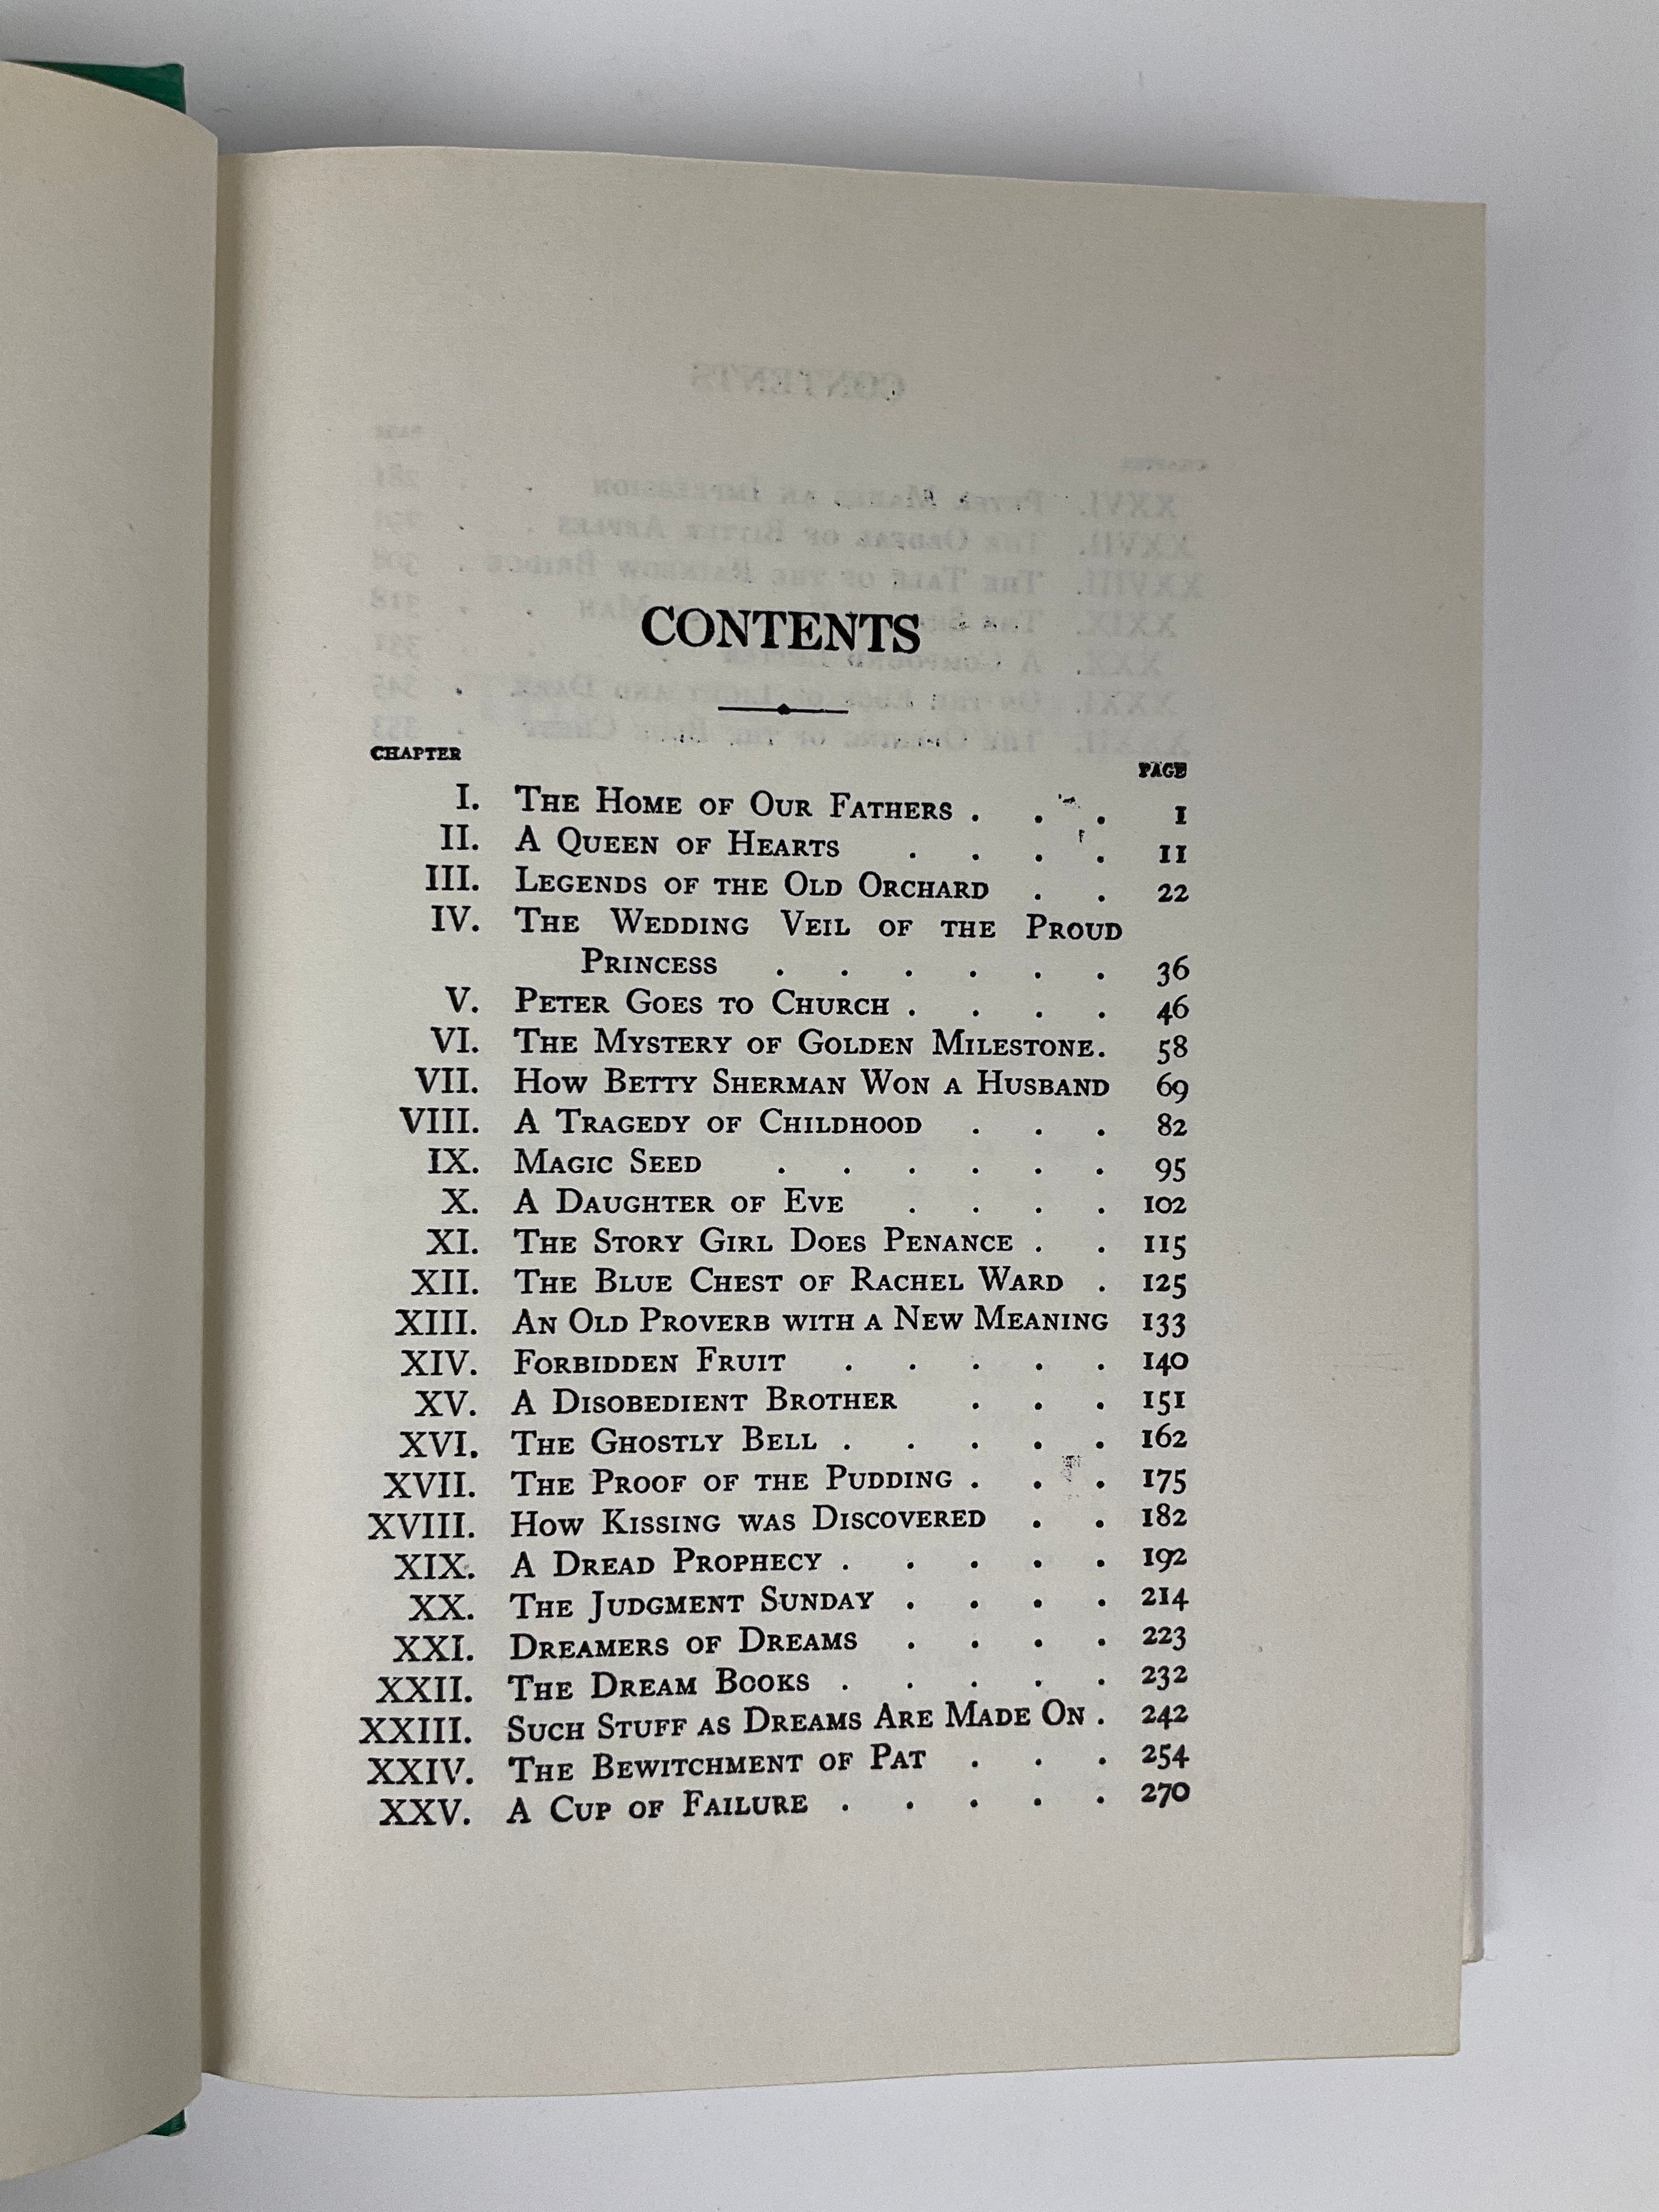 CONTENTS
CHAPTER
PAGE
I. THE HOME OF OUR FATHERS . . . 1
II. A QUEEN OF HEARTS . . . . 11
III. LEGENDS OF THE OLD ORCHARD . . 22
IV. THE WEDDING VEIL OF THE PROUD
PRINCESS . . . . . . 36
V. PETER GOES TO CHURCH . . . . 46
VI. THE MYSTERY OF GOLDEN MILESTONE. 58
VII. HOW BETTY SHERMAN WON A HUSBAND 69
VIII. A TRAGEDY OF CHILDHOOD . . . 82
IX. MAGIC SEED . . . . . . 95
X. A DAUGHTER OF EVE . . . . 102
XI. THE STORY GIRL DOES PENANCE . . 115
XII. THE BLUE CHEST OF RACHEL WARD . 125
XIII. AN OLD PROVERB WITH A NEW MEANING 133
XIV. FORBIDDEN FRUIT . . . . . 140
XV. A DISOBEDIENT BROTHER . . . 151
XVI. THE GHOSTLY BELL . . . . . 162
XVII. THE PROOF OF THE PUDDING . . . 175
XVIII. HOW KISSING WAS DISCOVERED . . 182
XIX. A DREAD PROPHECY . . . . . 192
XX. THE JUDGMENT SUNDAY . . . . 214
XXI. DREAMERS OF DREAMS . . . . 223
XXII. THE DREAM BOOKS . . . . . 232
XXIII. SUCH STUFF AS DREAMS ARE MADE ON . 242
XXIV. THE BEWITCHMENT OF PAT . . . 254
XXV. A CUP OF FAILURE . . . . . 270